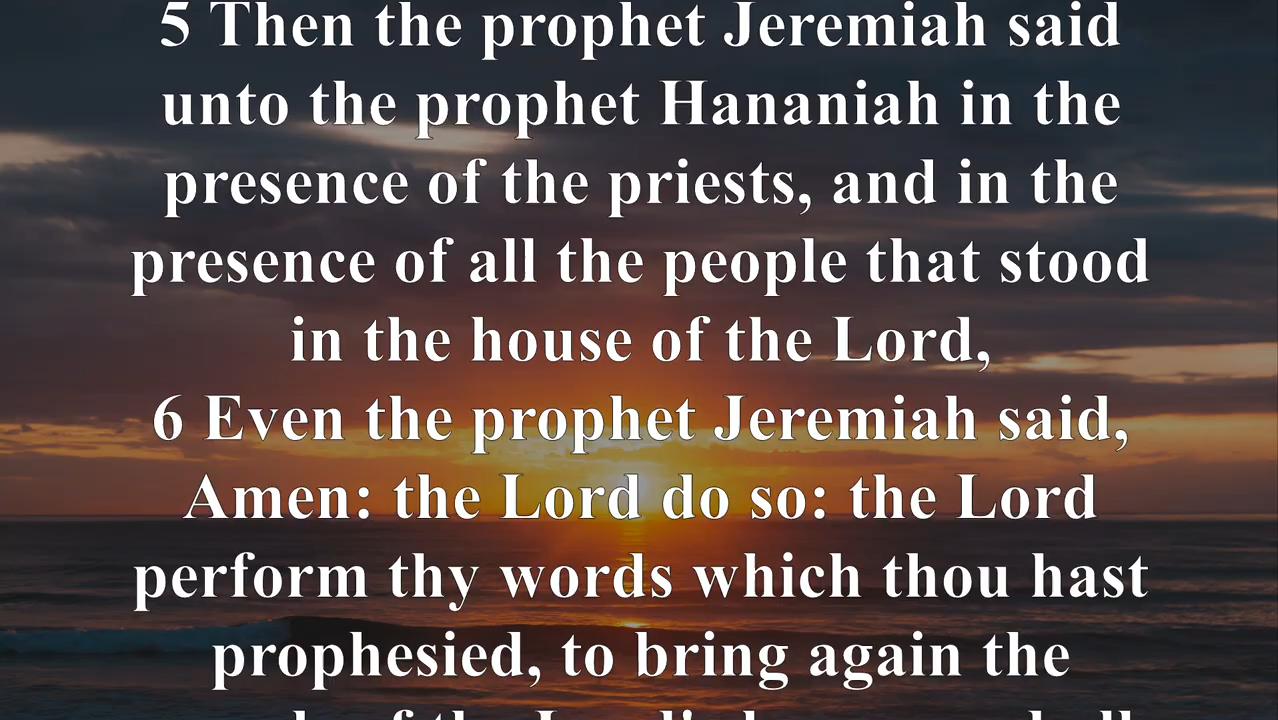 5 Then the prophet Jeremiah said
unto the prophet Hananiah in the
presence of the priests, and in the
presence of all the people that stood
in the house of the Lord,
6 Even the prophet Jeremiah said,
Amen: the Lord do so: the Lord
perform thy words which thou hast
prophesied, to bring again the